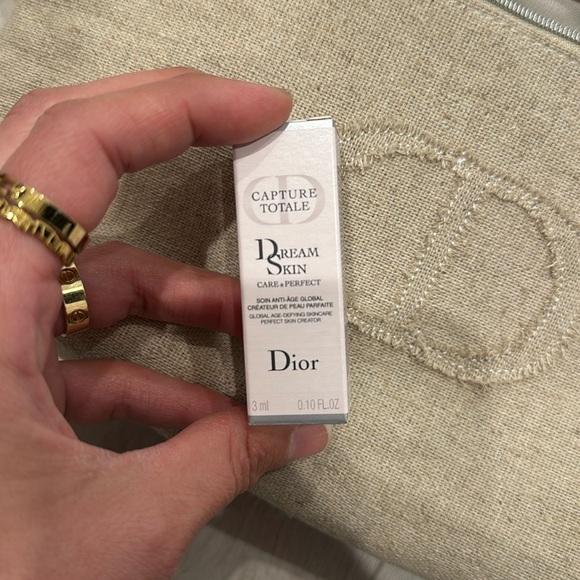 CAPTURE
TOTALE
DREAM
SKIN
CARE & PERFECT
SOIN ANTI-ÂGE GLOBAL
CRÉATEUR DE PEAU PARFAITE
GLOBAL AGE-DEFYING SKINCARE
PERFECT SKIN CREATOR
Dior
3 ml 0.10 FL.OZ